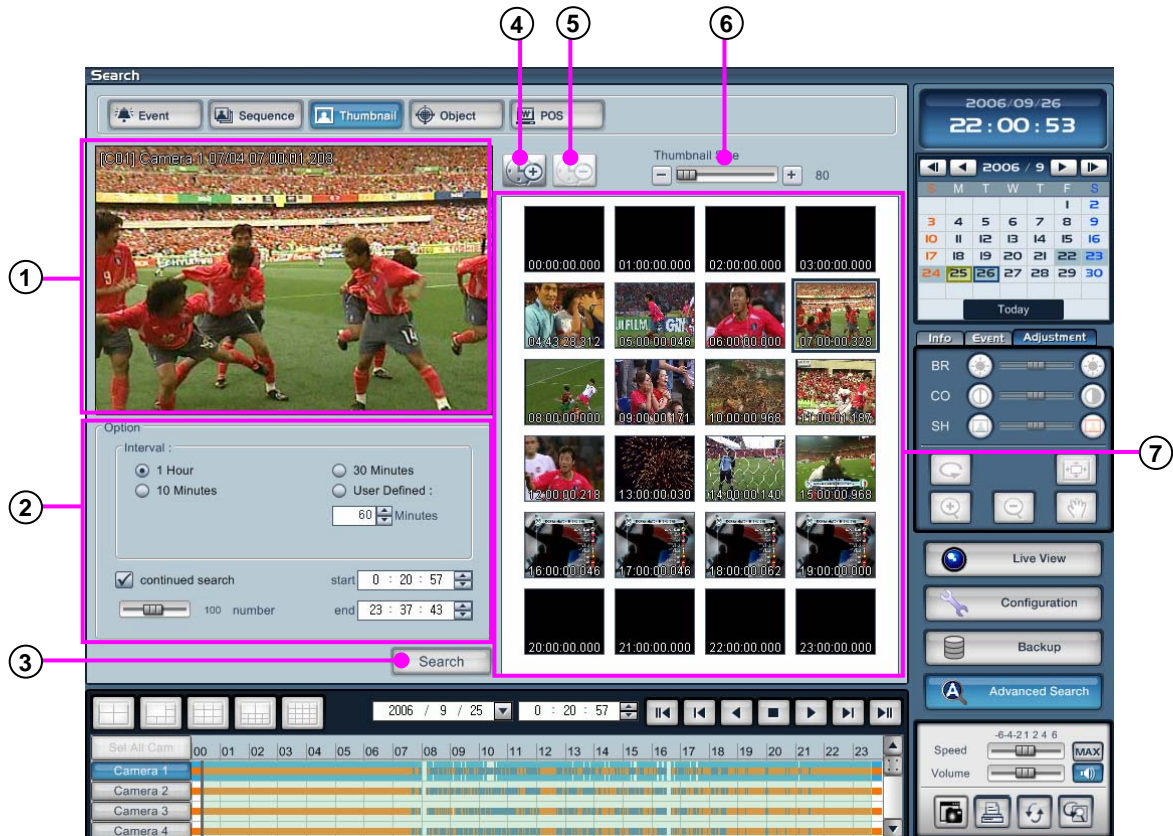 4 5 6
Search
Event Sequence Thumbnail Object POS
2006/09/26
22:00:53
1
[C01] Camera 1 07/04 07:00:01.203
Thumbnail Size
80
2006 / 9
S M T W T F S
1 2
3 4 5 6 7 8 9
10 11 12 13 14 15 16
17 18 19 20 21 22 23
24 25 26 27 28 29 30
Today
00:00:00.000 01:00:00.000 02:00:00.000 03:00:00.000
04:43:28.312 05:00:00.046 06:00:00.000 07:00:00.328
08:00:00.000 09:00:00.171 10:00:00.968 11:00:01.187
12:00:00.218 13:00:00.030 14:00:00.140 15:00:00.968
16:00:00.046 17:00:00.046 18:00:00.062 19:00:00.000
20:00:00.000 21:00:00.000 22:00:00.000 23:00:00.000
7
Info Event Adjustment
BR
CO
SH
2
Option
Interval :
1 Hour 30 Minutes
10 Minutes User Defined :
60 Minutes
continued search start 0 : 20 : 57
100 number end 23 : 37 : 43
3
Search
Live View
Configuration
Backup
Advanced Search
2006 / 9 / 25 0 : 20 : 57
Sel All Cam 00 01 02 03 04 05 06 07 08 09 10 11 12 13 14 15 16 17 18 19 20 21 22 23
Camera 1
Camera 2
Camera 3
Camera 4
-6-4-2 1 2 4 6
Speed MAX
Volume